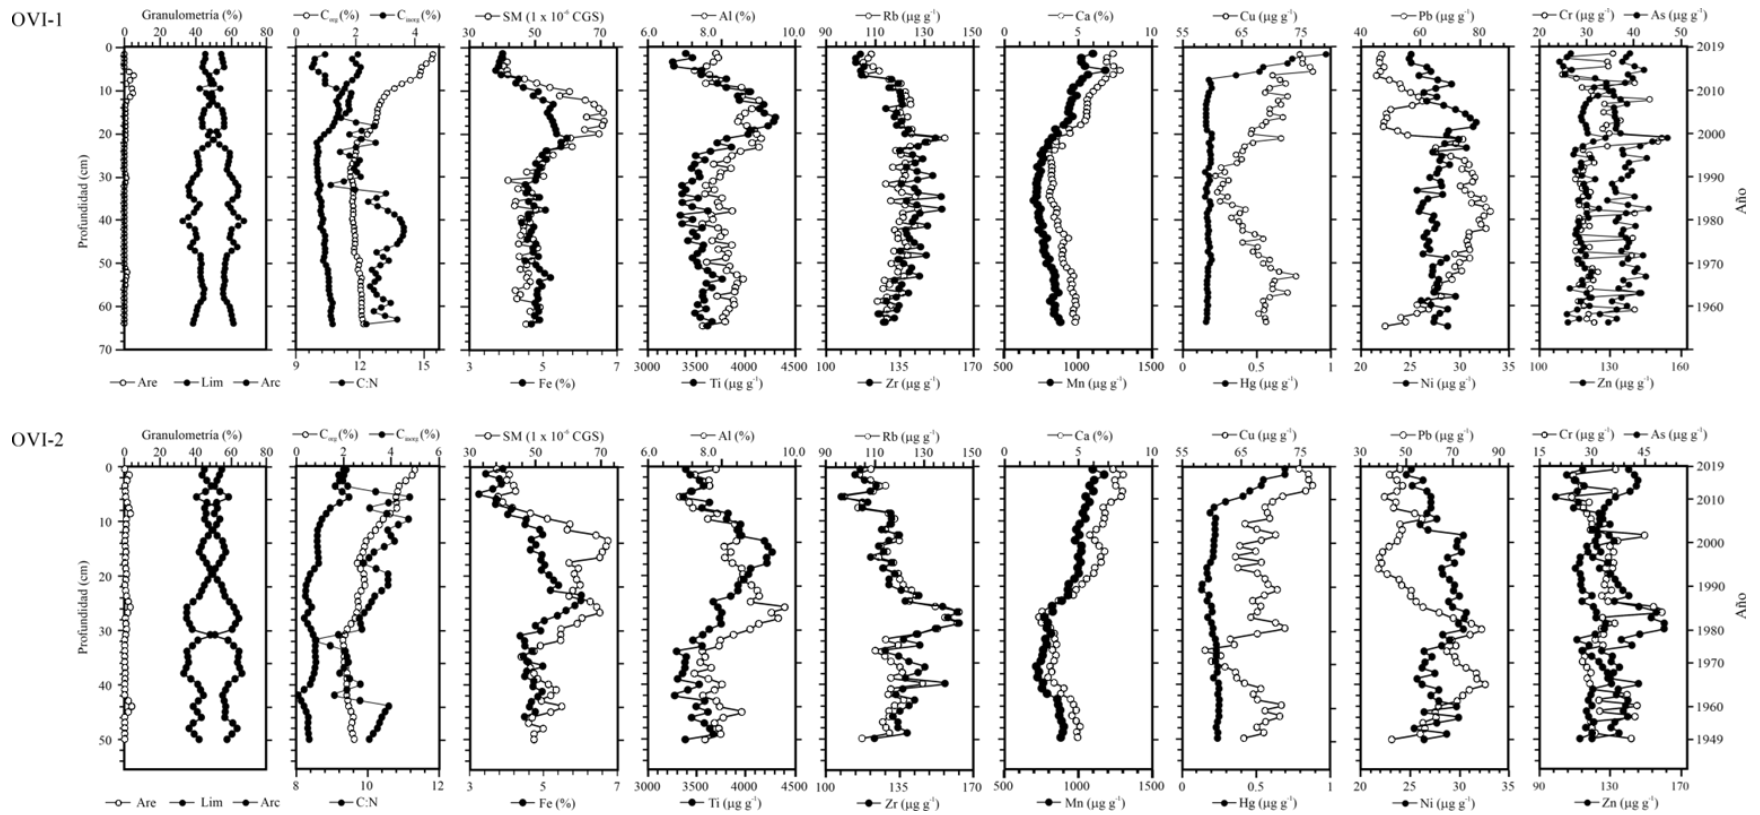 OVI-1
Granulometría (%)
Corg (%) Cinorg (%)
SM (1 x 10-6 CGS)
Al (%)
Rb (µg g-1)
Ca (%)
Cu (µg g-1)
Pb (µg g-1)
Cr (µg g-1) As (µg g-1)
0 20 40 60 80
0 2 4
30 40 50 60 70
6.0 8.0 10.0
90 110 130 150
0 5 10
55 65 75
40 60 80
20 30 40 50
Profundidad (cm)
0
10
20
30
40
50
60
70
Año
2019
2010
2000
1990
1980
1970
1960
9 10 11 12 13 14 15
3 5 7
3000 3500 4000 4500
100 135 170
500 1000 1500
0 0.5 1
20 25 30 35
100 130 160
Are Lim Arc
C:N
Fe (%)
Ti (µg g-1)
Zr (µg g-1)
Mn (µg g-1)
Hg (µg g-1)
Ni (µg g-1)
Zn (µg g-1)
OVI-2
Granulometría (%)
Corg (%) Cinorg (%)
SM (1 x 10-6 CGS)
Al (%)
Rb (µg g-1)
Ca (%)
Cu (µg g-1)
Pb (µg g-1)
Cr (µg g-1) As (µg g-1)
0 20 40 60 80
0 2 4 6
30 40 50 60 70
6.0 8.0 10.0
90 110 130 150
0 5 10
55 65 75
30 40 50 60 70 80 90
15 25 35 45
Profundidad (cm)
0
10
20
30
40
50
Año
2019
2010
2000
1990
1980
1970
1960
1949
8 10 12
3 5 7
3000 3500 4000 4500
100 135 170
500 1000 1500
0 0.5 1
20 25 30 35
90 110 130 150 170
Are Lim Arc
C:N
Fe (%)
Ti (µg g-1)
Zr (µg g-1)
Mn (µg g-1)
Hg (µg g-1)
Ni (µg g-1)
Zn (µg g-1)